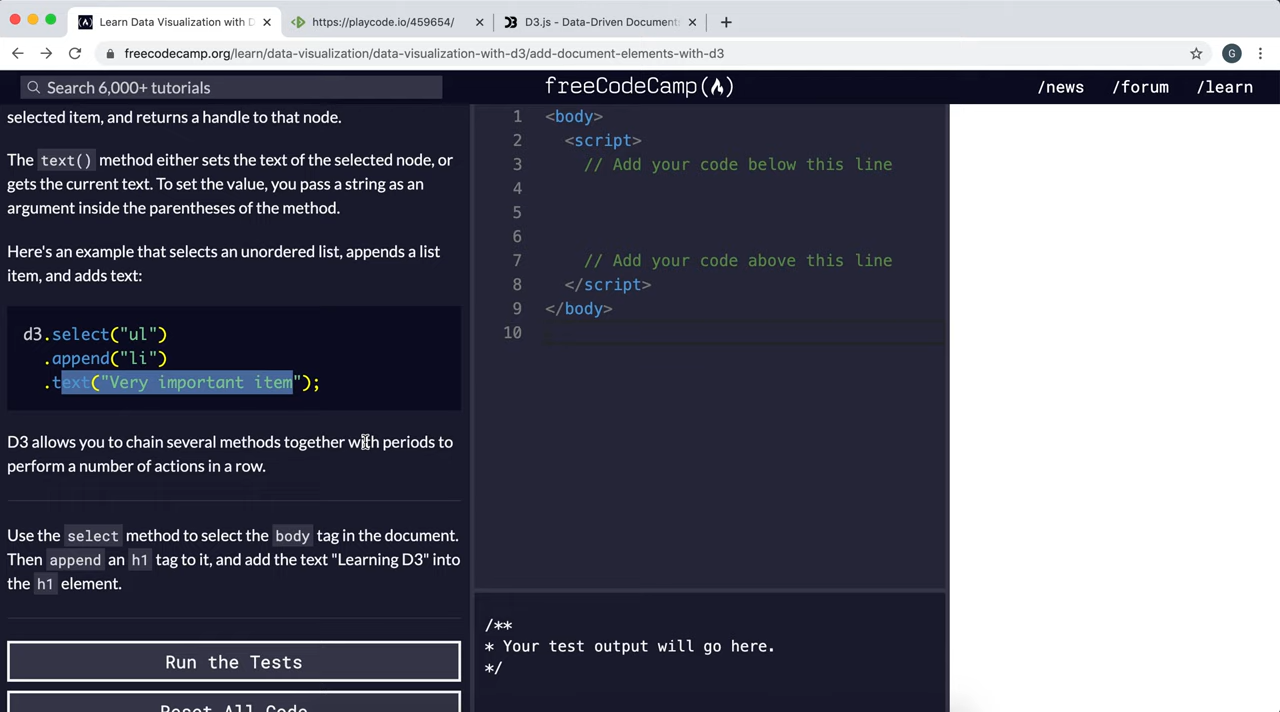 Learn Data Visualization with D
https://playcode.io/459654/
D3.js - Data-Driven Document
freecodecamp.org/learn/data-visualization/data-visualization-with-d3/add-document-elements-with-d3
G
Search 6,000+ tutorials
freeCodeCamp
/news
/forum
/learn
selected item, and returns a handle to that node.
The text() method either sets the text of the selected node, or
gets the current text. To set the value, you pass a string as an
argument inside the parentheses of the method.
Here's an example that selects an unordered list, appends a list
item, and adds text:
d3.select("ul")
.append("li")
.text("Very important item");
D3 allows you to chain several methods together with periods to
perform a number of actions in a row.
Use the select method to select the body tag in the document.
Then append an h1 tag to it, and add the text "Learning D3" into
the h1 element.
Run the Tests
Reset All Code
1 <body>
2 <script>
3 // Add your code below this line
4
5
6
7 // Add your code above this line
8 </script>
9 </body>
10
/**
* Your test output will go here.
*/